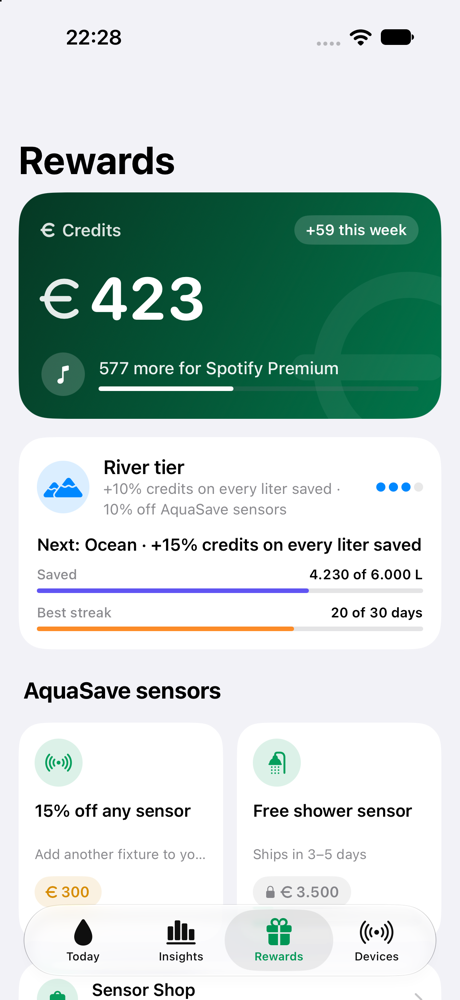 22:28
Rewards
€ Credits
+59 this week
€ 423
577 more for Spotify Premium
River tier
+10% credits on every liter saved ·
10% off AquaSave sensors
Next: Ocean · +15% credits on every liter saved
Saved
4.230 of 6.000 L
Best streak
20 of 30 days
AquaSave sensors
15% off any sensor
Add another fixture to yo...
€ 300
Free shower sensor
Ships in 3–5 days
€ 3.500
Today
Insights
Rewards
Devices
Sensor Shop